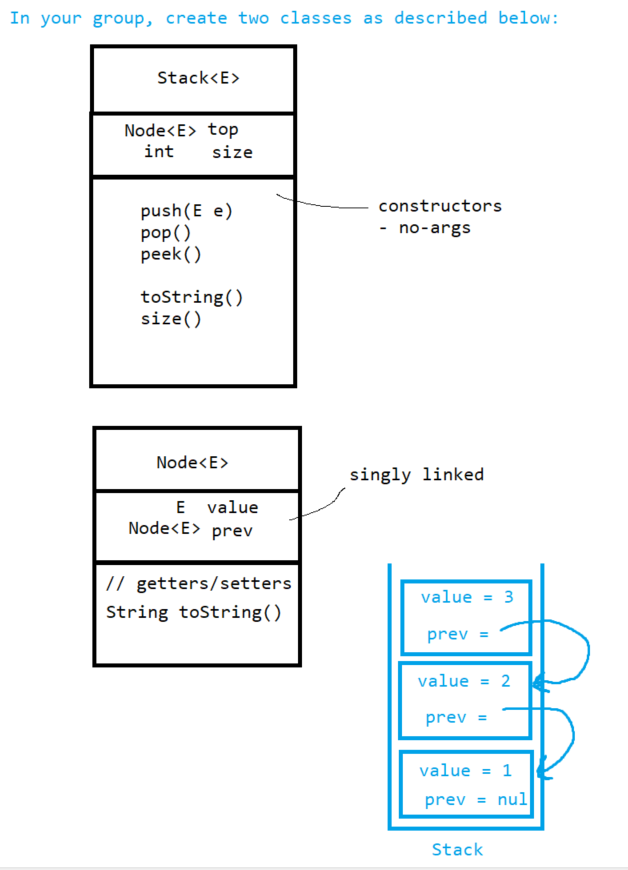 In your group, create two classes as described below:
Stack<E>
Node<E> top
int size
push(E e)
pop()
peek()
toString()
size()
constructors
- no-args
Node<E>
E value
Node<E> prev
// getters/setters
String toString()
singly linked
value = 3
prev =
value = 2
prev =
value = 1
prev = nul
Stack